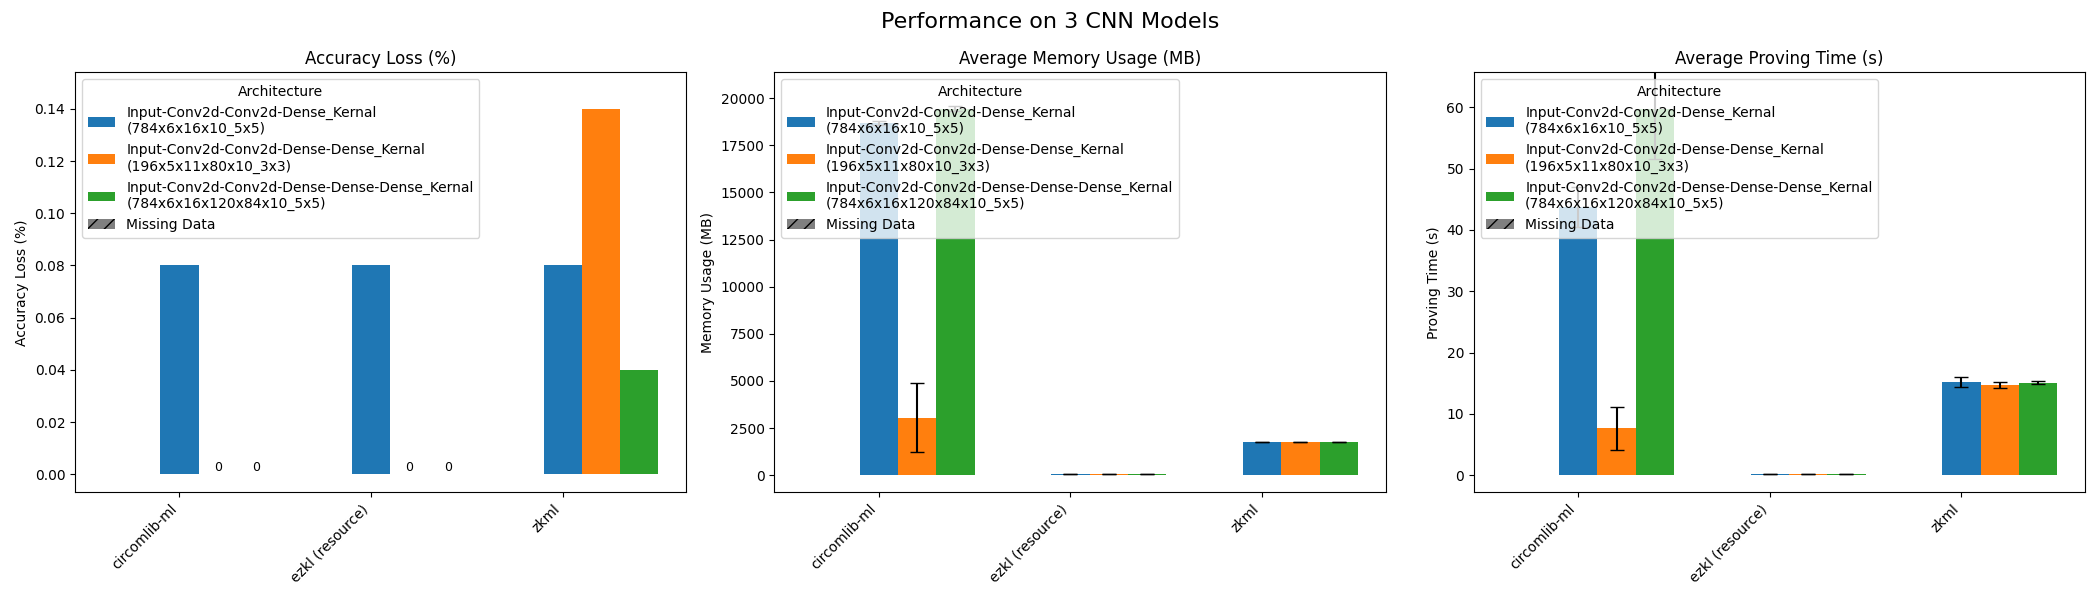 Performance on 3 CNN Models
Accuracy Loss (%)
Accuracy Loss (%)
0.14
0.12
0.10
0.08
0.06
0.04
0.02
0.00
Architecture
Input-Conv2d-Conv2d-Dense_Kernal
(784x6x16x10_5x5)
Input-Conv2d-Conv2d-Dense-Dense_Kernal
(196x5x11x80x10_3x3)
Input-Conv2d-Conv2d-Dense-Dense-Dense_Kernal
(784x6x16x120x84x10_5x5)
Missing Data
0 0 0 0
circomlib-ml
ezkl (resource)
zkml
Average Memory Usage (MB)
Memory Usage (MB)
20000
17500
15000
12500
10000
7500
5000
2500
0
Architecture
Input-Conv2d-Conv2d-Dense_Kernal
(784x6x16x10_5x5)
Input-Conv2d-Conv2d-Dense-Dense_Kernal
(196x5x11x80x10_3x3)
Input-Conv2d-Conv2d-Dense-Dense-Dense_Kernal
(784x6x16x120x84x10_5x5)
Missing Data
circomlib-ml
ezkl (resource)
zkml
Average Proving Time (s)
Proving Time (s)
60
50
40
30
20
10
0
Architecture
Input-Conv2d-Conv2d-Dense_Kernal
(784x6x16x10_5x5)
Input-Conv2d-Conv2d-Dense-Dense_Kernal
(196x5x11x80x10_3x3)
Input-Conv2d-Conv2d-Dense-Dense-Dense_Kernal
(784x6x16x120x84x10_5x5)
Missing Data
circomlib-ml
ezkl (resource)
zkml